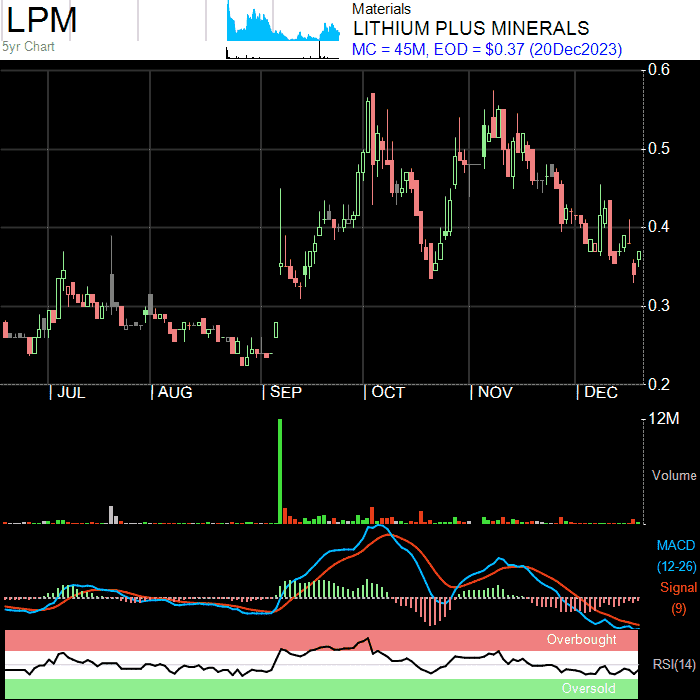 LPM
5yr Chart
Materials
LITHIUM PLUS MINERALS
MC = 45M, EOD = $0.37 (20Dec2023)
0.6
0.5
0.4
0.3
0.2
| JUL | AUG | SEP | OCT | NOV | DEC
12M
Volume
MACD
(12-26)
Signal
(9)
Overbought
RSI(14)
Oversold